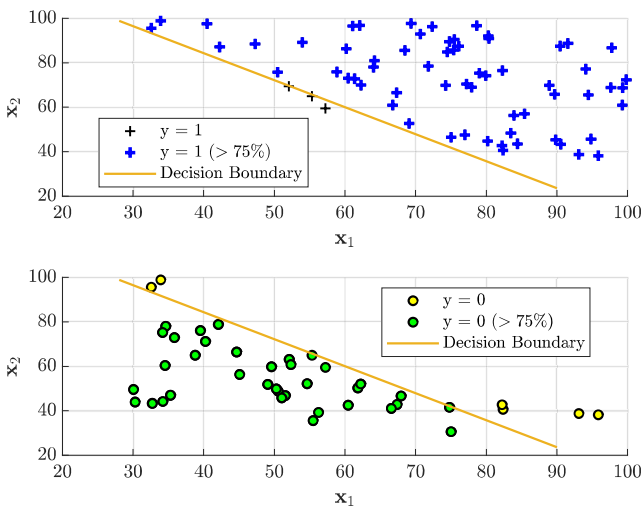 100
80
60
40
20
x2
y = 1
y = 1 (> 75%)
Decision Boundary
20 30 40 50 60 70 80 90 100
x1
100
80
60
40
20
x2
y = 0
y = 0 (> 75%)
Decision Boundary
20 30 40 50 60 70 80 90 100
x1